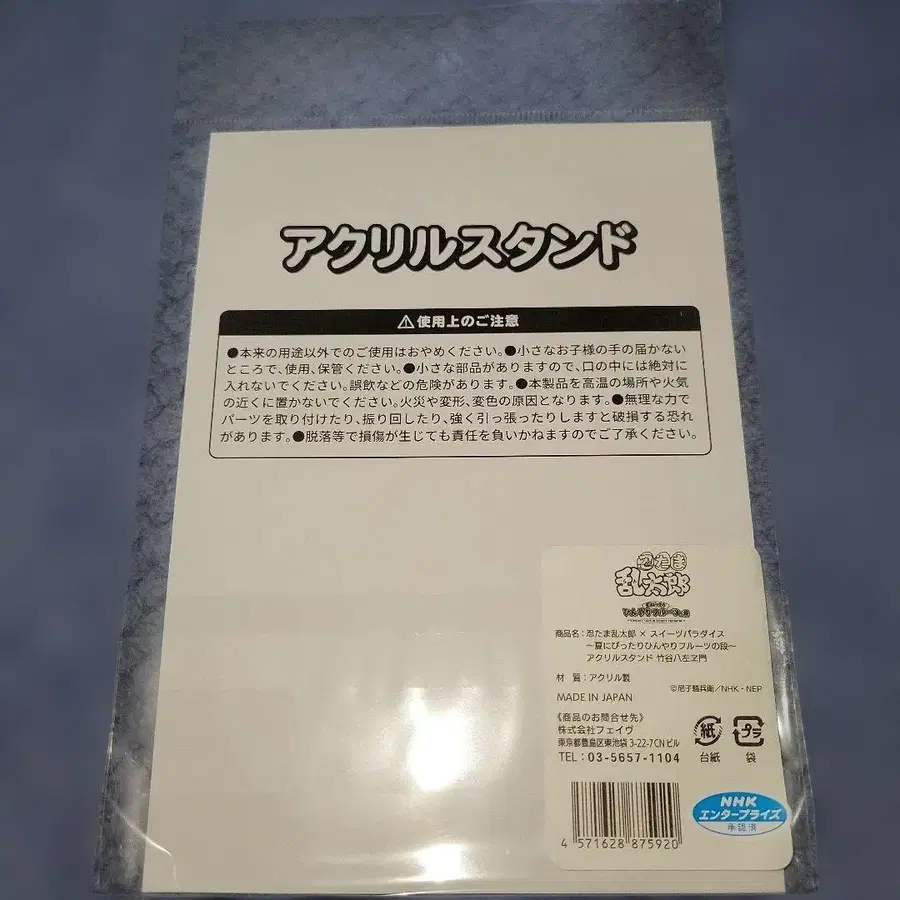 アクリルスタンド
⚠使用上のご注意
●本来の用途以外でのご使用はおやめください。●小さなお子様の手の届かない
ところで、使用、保管ください。●小さな部品がありますので、口の中には絶対に
入れないでください。誤飲などの危険があります。●本製品を高温の場所や火気
の近くに置かないでください。火災や変形、変色の原因となります。●無理な力で
パーツを取り付けたり、振り回したり、強く引っ張ったりしますと破損する恐れ
があります。●脱落等で損傷が生じても責任を負いかねますのでご了承ください。
忍たま
乱太郎
商品名：忍たま乱太郎 × スイーツパラダイス
～夏にぴったりひんやりフルーツの段～
アクリルスタンド 竹谷八左ヱ門
材 質：アクリル製
©尼子騒兵衛/NHK・NEP
MADE IN JAPAN
《商品のお問合せ先》
株式会社フェイヴ
東京都豊島区東池袋 3-22-7CNビル
TEL：03-5657-1104
紙
台紙
プラ
袋
4 571628 875920
NHK
エンタープライズ
承認済